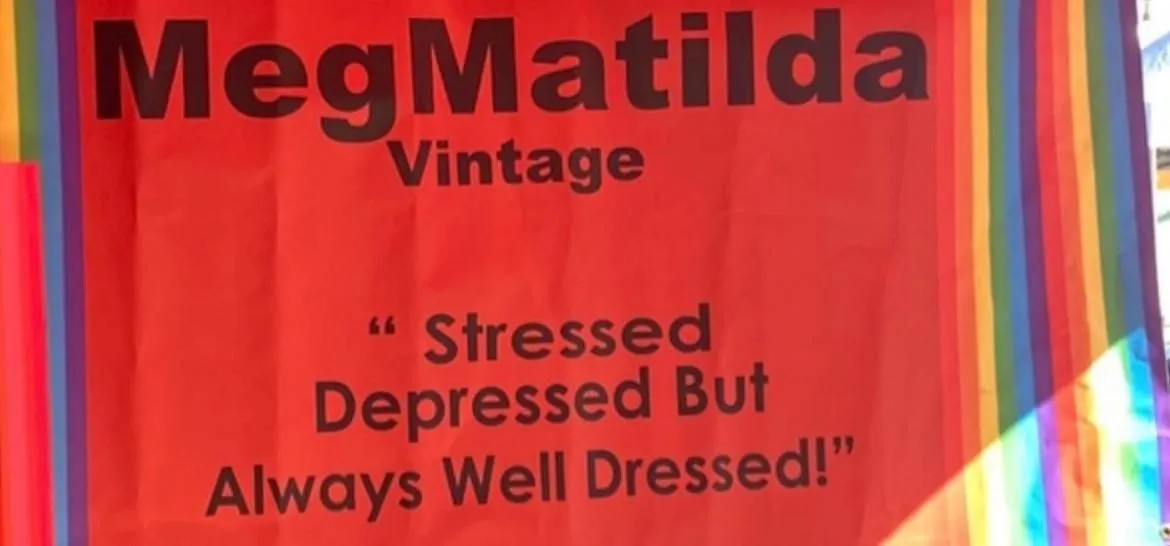 MegMatilda
Vintage
“ Stressed
Depressed But
Always Well Dressed!”